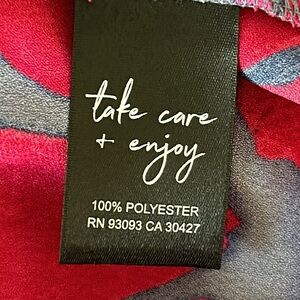 take care
+ enjoy
100% POLYESTER
RN 93093 CA 30427